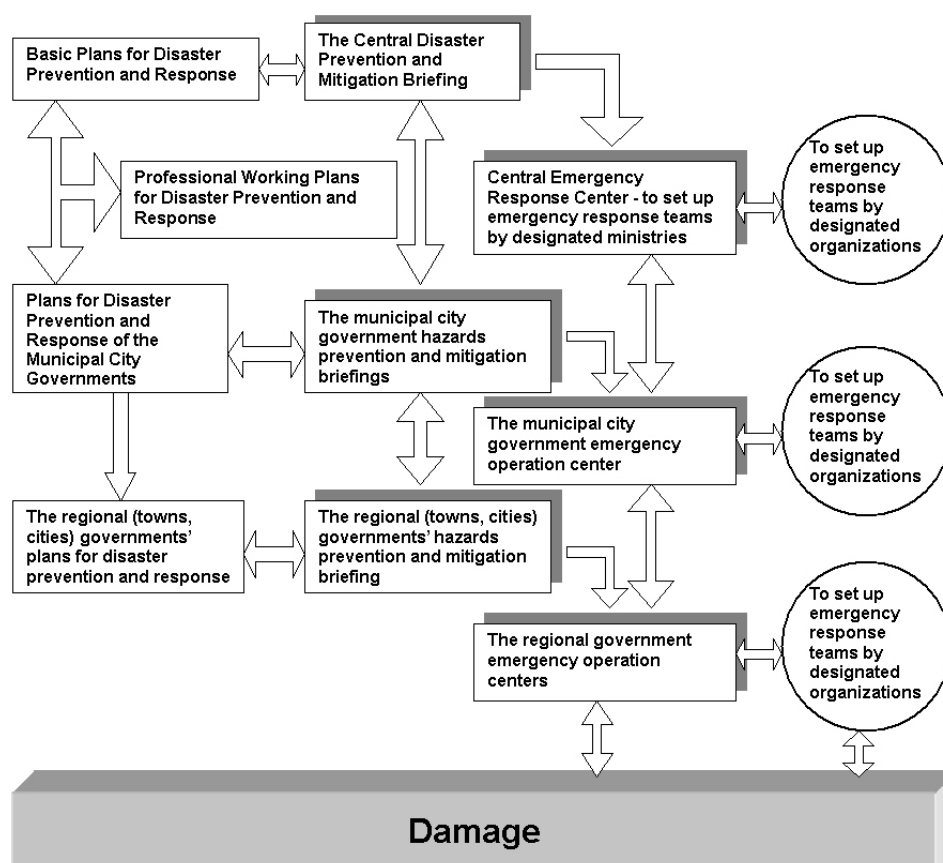 Basic Plans for Disaster
Prevention and Response
The Central Disaster
Prevention and
Mitigation Briefing
To set up
emergency
response
teams by
designated
organizations
Professional Working Plans
for Disaster Prevention and
Response
Central Emergency
Response Center - to set up
emergency response teams
by designated ministries
Plans for Disaster
Prevention and
Response of the
Municipal City
Governments
The municipal city
government hazards
prevention and mitigation
briefings
To set up
emergency
response
teams by
designated
organizations
The municipal city
government emergency
operation center
The regional (towns,
cities) governments’
plans for disaster
prevention and response
The regional (towns, cities)
governments’ hazards
prevention and mitigation
briefing
To set up
emergency
response
teams by
designated
organizations
The regional government
emergency operation
centers
Damage